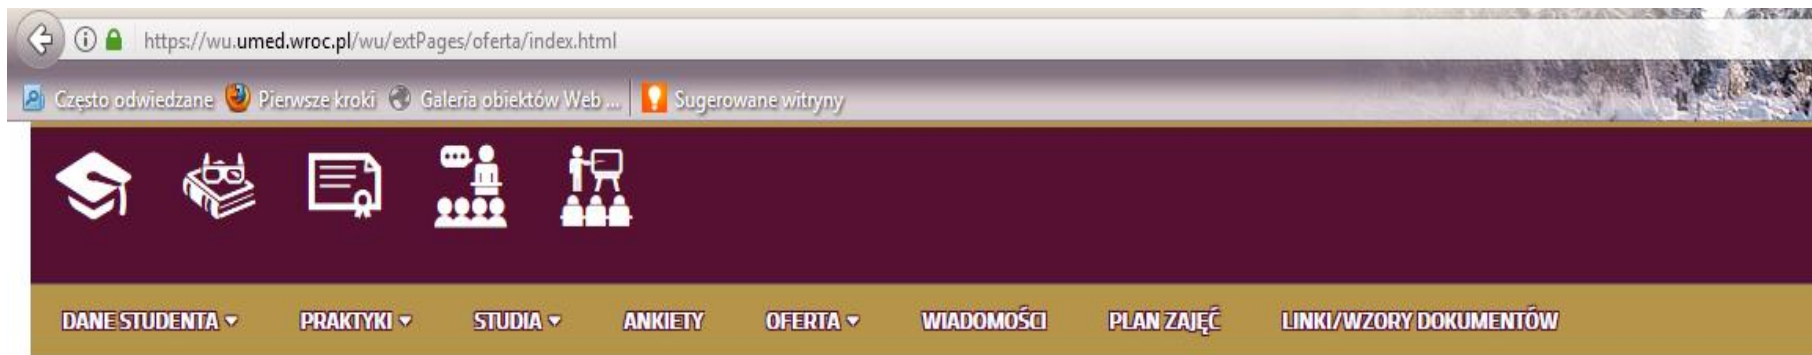 https://wu.umed.wroc.pl/wu/extPages/oferta/index.html
Często odwiedzane Pierwsze kroki Galeria obiektów Web ... Sugerowane witryny
DANE STUDENTA PRAKTYKI STUDIA ANKIETY OFERTA WIADOMOŚCI PLAN ZAJĘĆ LINKI/WZORY DOKUMENTÓW